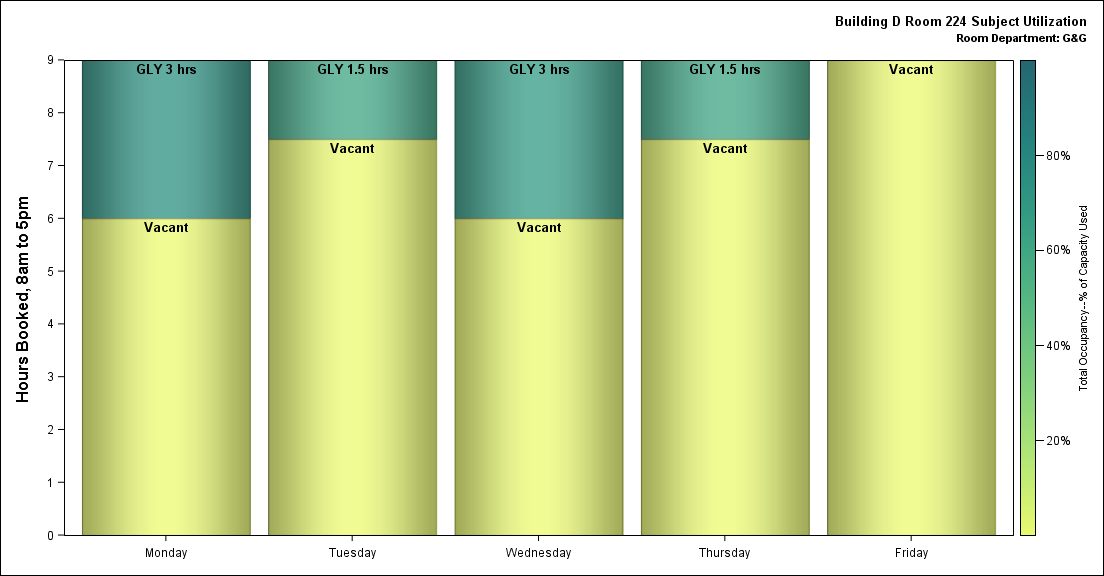 Building D Room 224 Subject Utilization
Room Department: G&G
Hours Booked, 8am to 5pm
9
8
7
6
5
4
3
2
1
0
GLY 3 hrs
Vacant
GLY 1.5 hrs
Vacant
GLY 3 hrs
Vacant
GLY 1.5 hrs
Vacant
Vacant
Monday
Tuesday
Wednesday
Thursday
Friday
80%
60%
40%
20%
Total Occupancy--% of Capacity Used